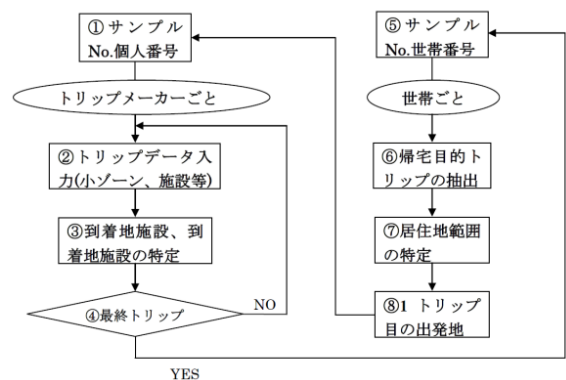 ①サンプル
No.個人番号
トリップメーカーごと
②トリップデータ入
力(小ゾーン、施設等)
③到着地施設、到
着地施設の特定
④最終トリップ
NO
YES
⑤サンプル
No.世帯番号
世帯ごと
⑥帰宅目的ト
リップの抽出
⑦居住地範囲
の特定
⑧1 トリップ
目の出発地